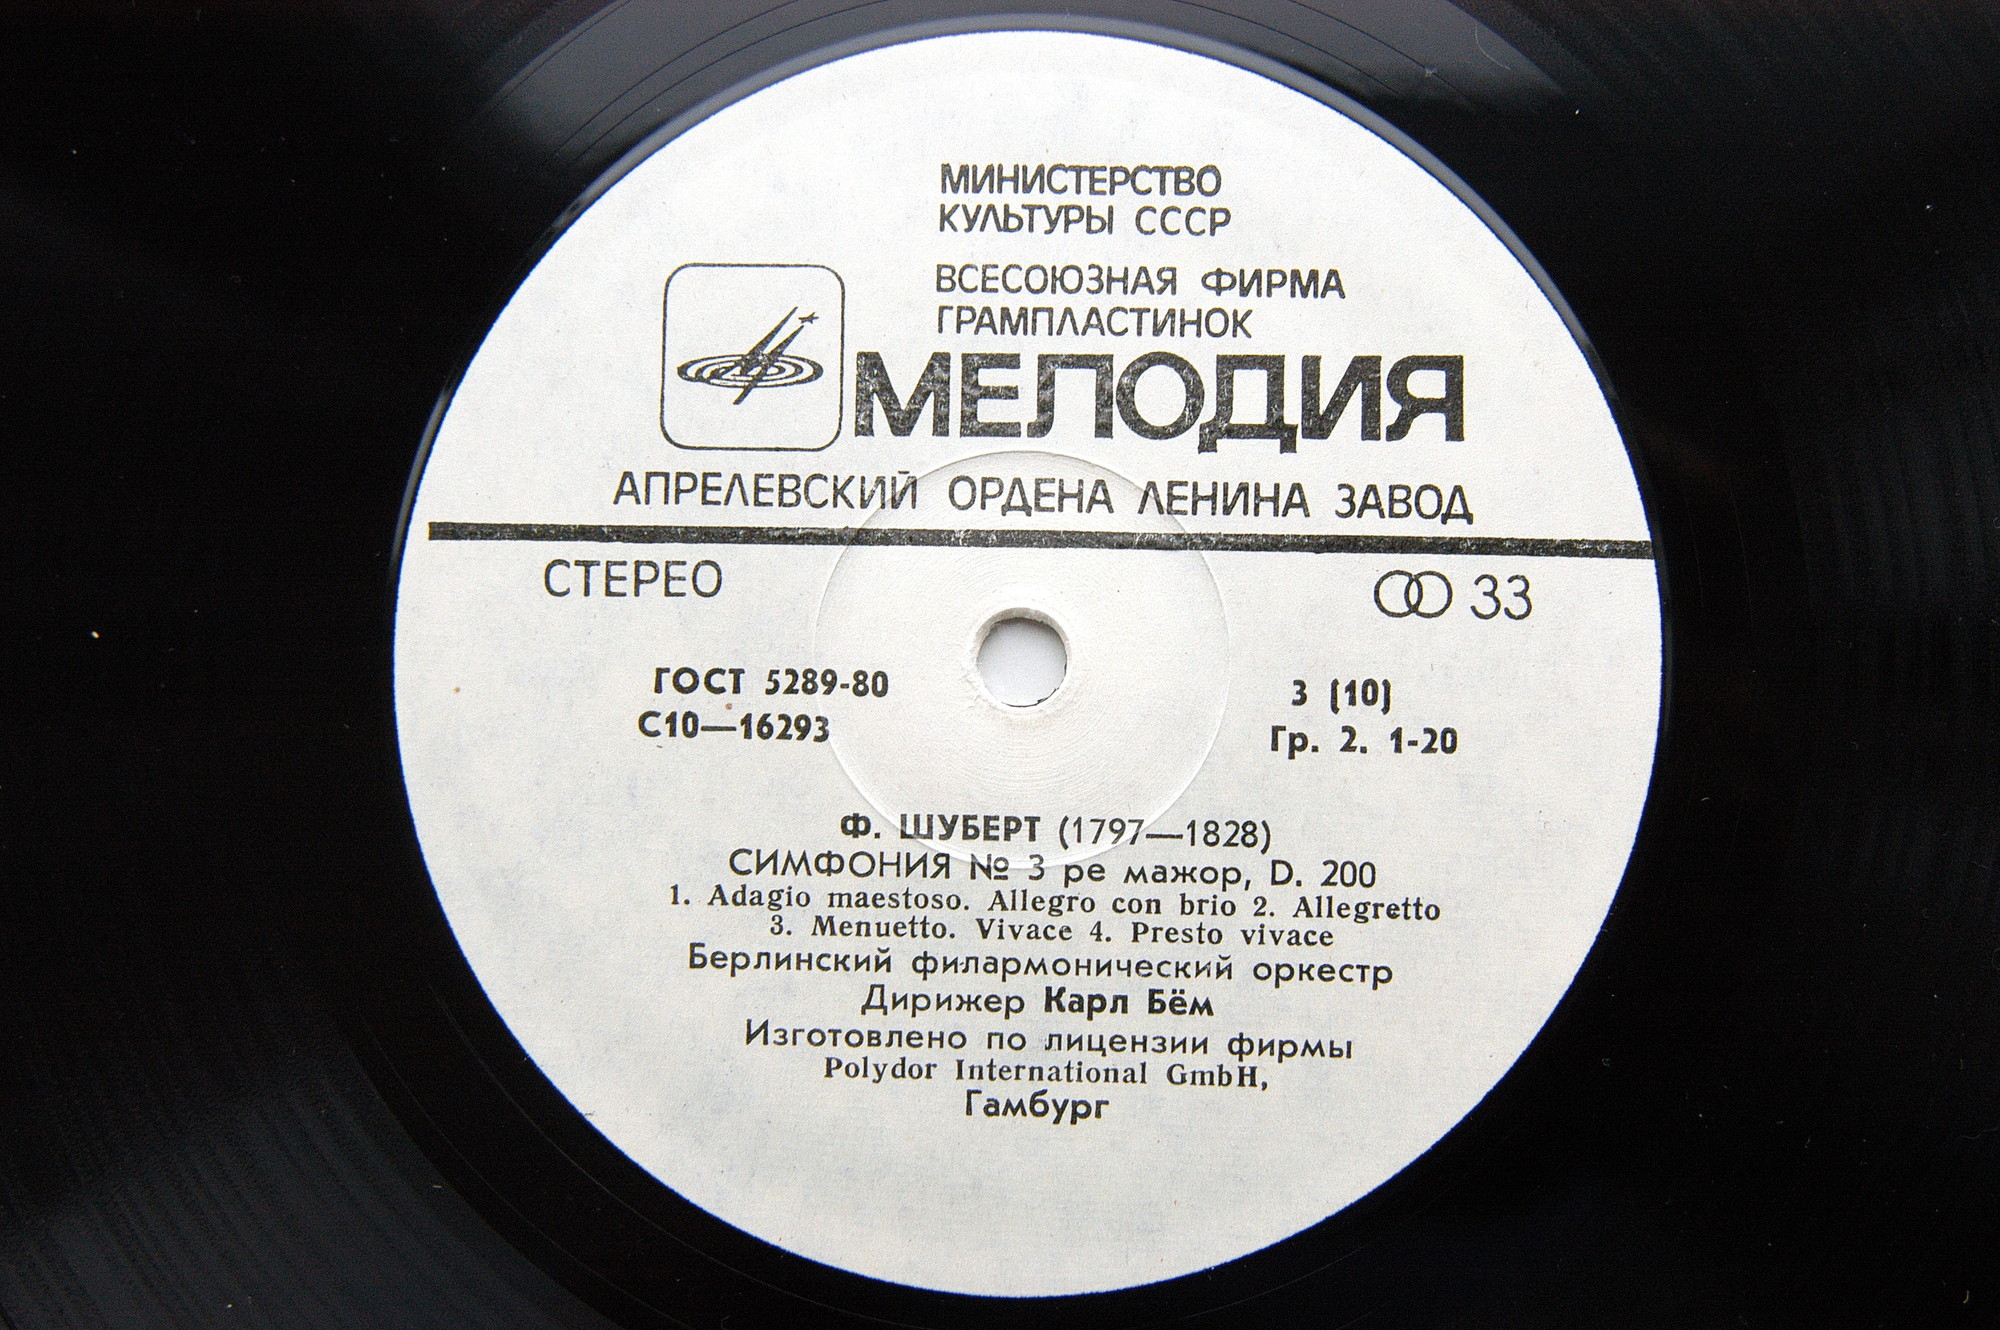 МИНИСТЕРСТВО
КУЛЬТУРЫ СССР
ВСЕСОЮЗНАЯ ФИРМА
ГРАМПЛАСТИНОК
МЕЛОДИЯ
АПРЕЛЕВСКИЙ ОРДЕНА ЛЕНИНА ЗАВОД
СТЕРЕО
33
ГОСТ 5289-80
3 (10)
С10—16293
Гр. 2. 1-20
Ф. ШУБЕРТ (1797—1828)
СИМФОНИЯ № 3 ре мажор, D. 200
1. Adagio maestoso. Allegro con brio 2. Allegretto
3. Menuetto. Vivace 4. Presto vivace
Берлинский филармонический оркестр
Дирижер Карл Бём
Изготовлено по лицензии фирмы
Polydor International GmbH,
Гамбург